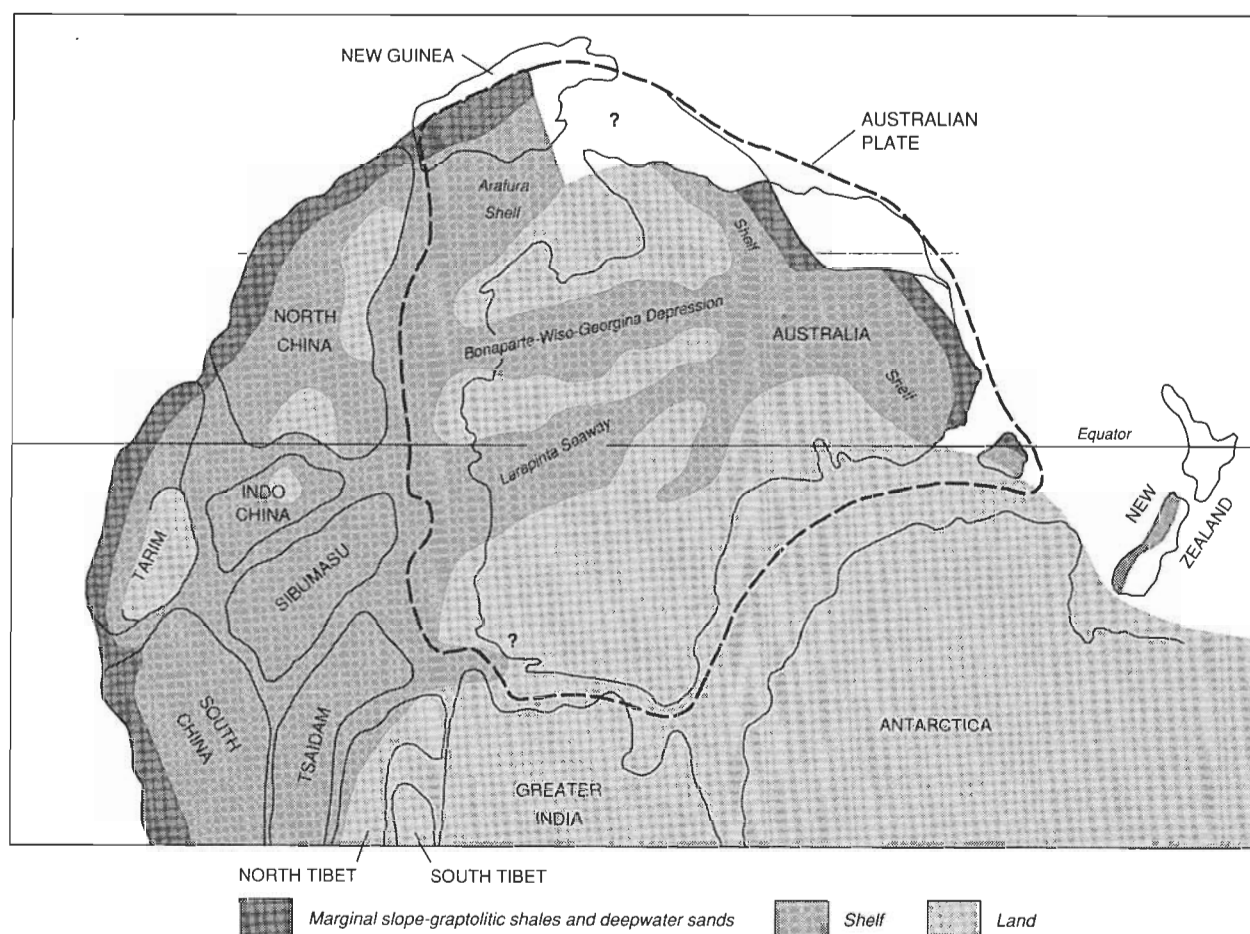 NEW GUINEA
AUSTRALIAN
PLATE
?
Arafura
Shelf
Shelf
NORTH
CHINA
Bonaparte-Wiso-Georgina Depression
AUSTRALIA
Shelf
Larapinta Seaway
Equator
INDO
CHINA
NEW
ZEALAND
TARIM
SIBUMASU
?
SOUTH
CHINA
TSAIDAM
ANTARCTICA
GREATER
INDIA
NORTH TIBET
SOUTH TIBET
Marginal slope-graptolitic shales and deepwater sands
Shelf
Land